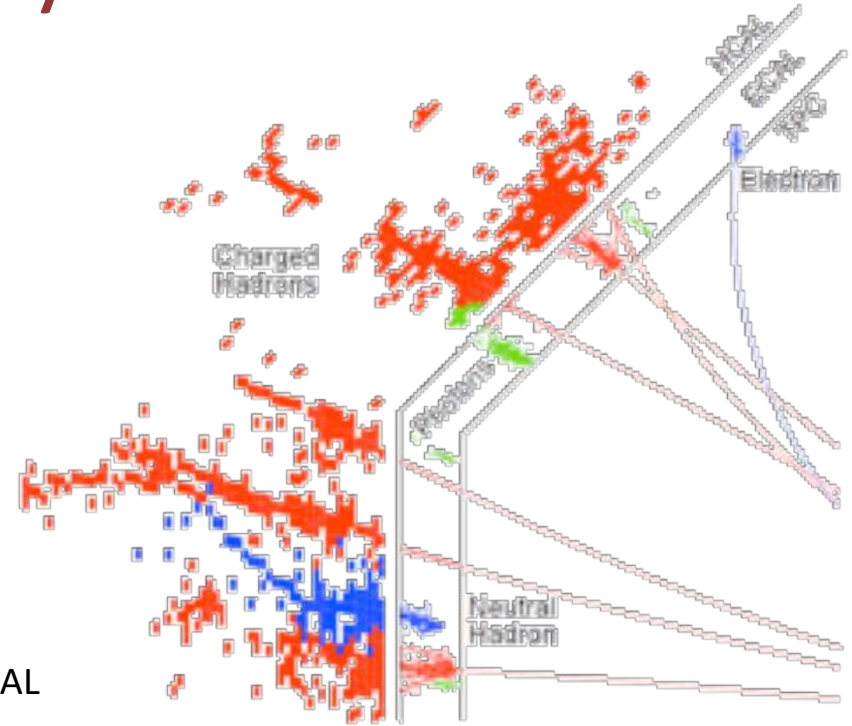 HCAL
ECAL
TPC
Electron
Charged
Hadrons
Photons
Neutral
Hadron
AL